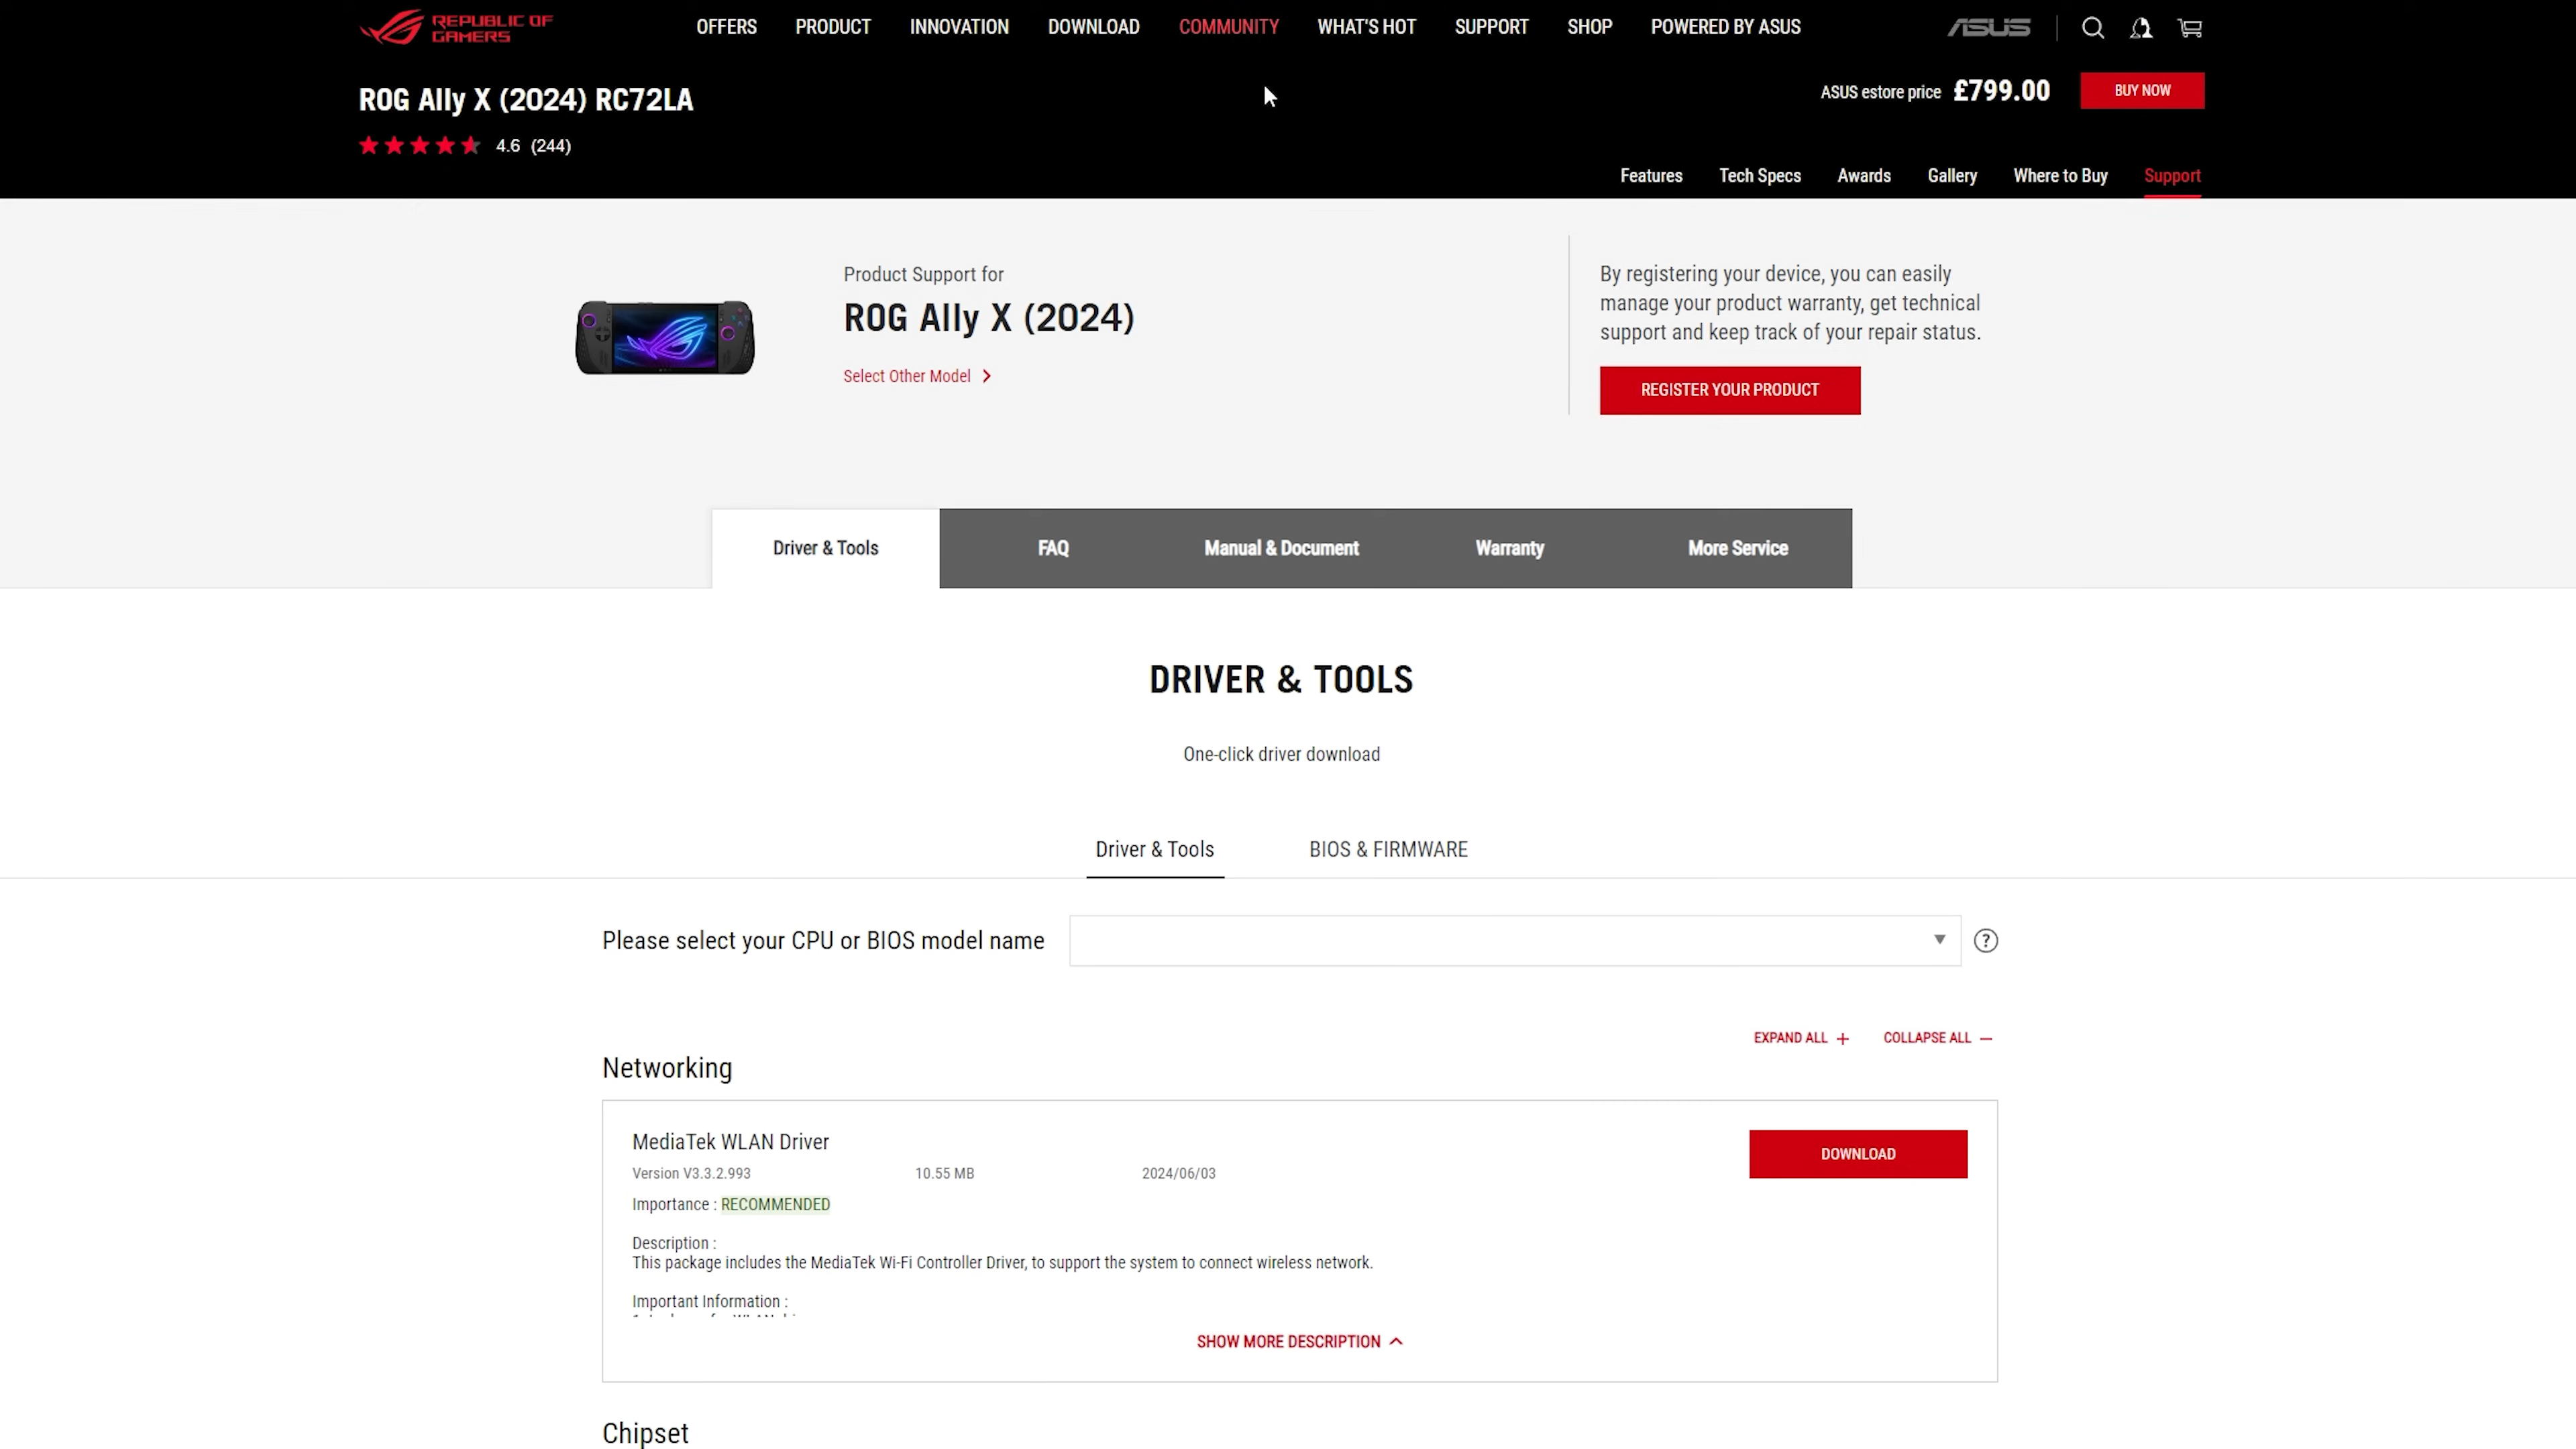 REPUBLIC OF GAMERS
OFFERS PRODUCT INNOVATION DOWNLOAD COMMUNITY WHAT'S HOT SUPPORT SHOP POWERED BY ASUS
ASUS
ROG Ally X (2024) RC72LA
ASUS estore price £799.00 BUY NOW
4.6 (244)
Features Tech Specs Awards Gallery Where to Buy Support
Product Support for
ROG Ally X (2024)
Select Other Model
By registering your device, you can easily
manage your product warranty, get technical
support and keep track of your repair status.
REGISTER YOUR PRODUCT
Driver & Tools FAQ Manual & Document Warranty More Service
DRIVER & TOOLS
One-click driver download
Driver & Tools BIOS & FIRMWARE
Please select your CPU or BIOS model name
EXPAND ALL + COLLAPSE ALL −
Networking
MediaTek WLAN Driver
DOWNLOAD
Version V3.3.2.993 10.55 MB 2024/06/03
Importance : RECOMMENDED
Description :
This package includes the MediaTek Wi-Fi Controller Driver, to support the system to connect wireless network.
Important Information :
SHOW MORE DESCRIPTION
Chipset